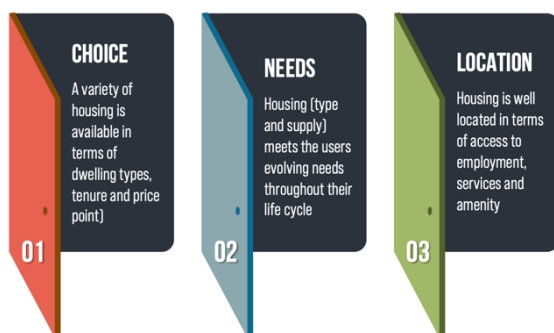 CHOICE
A variety of
housing is
available in
terms of
dwelling types,
tenure and price
point)
01
NEEDS
Housing (type
and supply)
meets the users
evolving needs
throughout their
life cycle
02
LOCATION
Housing is well
located in terms
of access to
employment,
services and
amenity
03